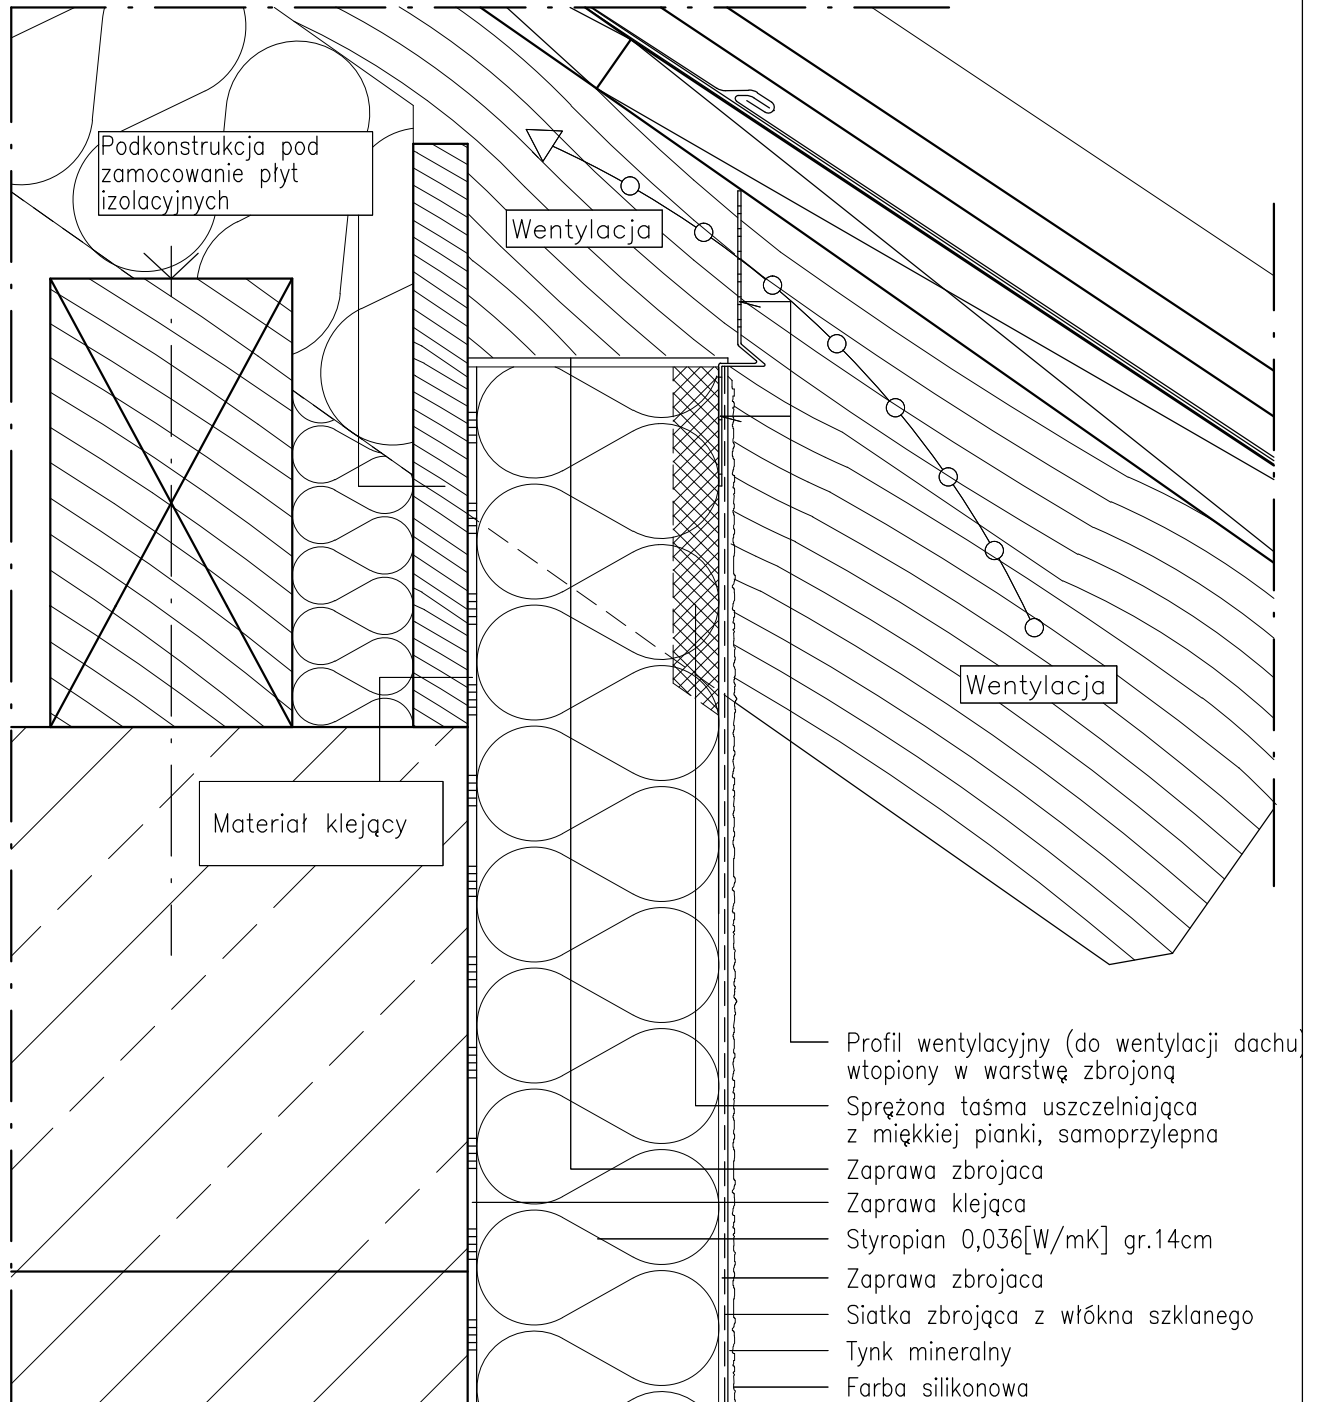 Podkonstrukcja pod
zamocowanie płyt
izolacyjnych
Wentylacja
Wentylacja
Materiał klejący
Profil wentylacyjny (do wentylacji dachu)
wtopiony w warstwę zbrojoną
Sprężona taśma uszczelniająca
z miękkiej pianki, samoprzylepna
Zaprawa zbrojaca
Zaprawa klejąca
Styropian 0,036[W/mK] gr.14cm
Zaprawa zbrojaca
Siatka zbrojąca z włókna szklanego
Tynk mineralny
Farba silikonowa